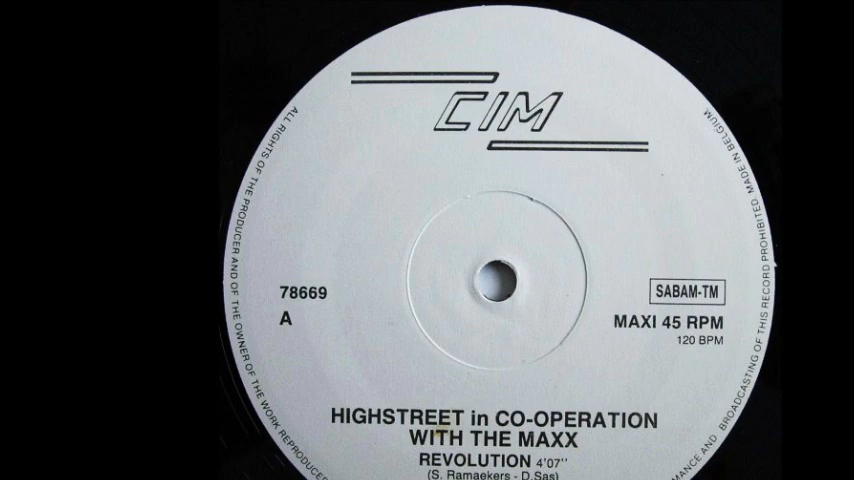 CIM
ALL RIGHTS OF THE PRODUCER AND OF THE OWNER OF THE WORK REPRODUCED
MANCE AND BROADCASTING OF THIS RECORD PROHIBITED MADE IN BELGIUM
78669
A
SABAM-TM
MAXI 45 RPM
120 BPM
HIGHSTREET in CO-OPERATION
WITH THE MAXX
REVOLUTION 4'07''
(S. Ramaekers - D.Sas)